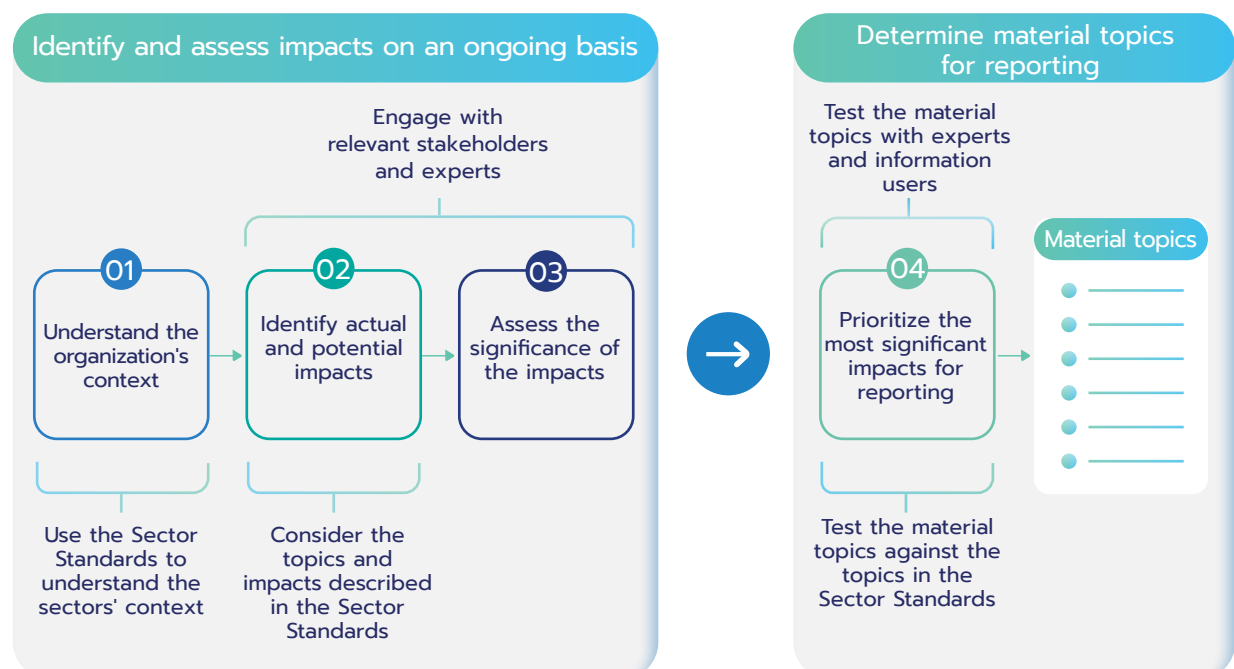 Identify and assess impacts on an ongoing basis
Engage with
relevant stakeholders
and experts
01
Understand the
organization's
context
02
Identify actual
and potential
impacts
03
Assess the
significance of
the impacts
Use the Sector
Standards to
understand the
sectors' context
Consider the
topics and
impacts described
in the Sector
Standards
Determine material topics
for reporting
Test the material
topics with experts
and information
users
04
Prioritize the
most significant
impacts for
reporting
Material topics
Test the material
topics against the
topics in the
Sector Standards